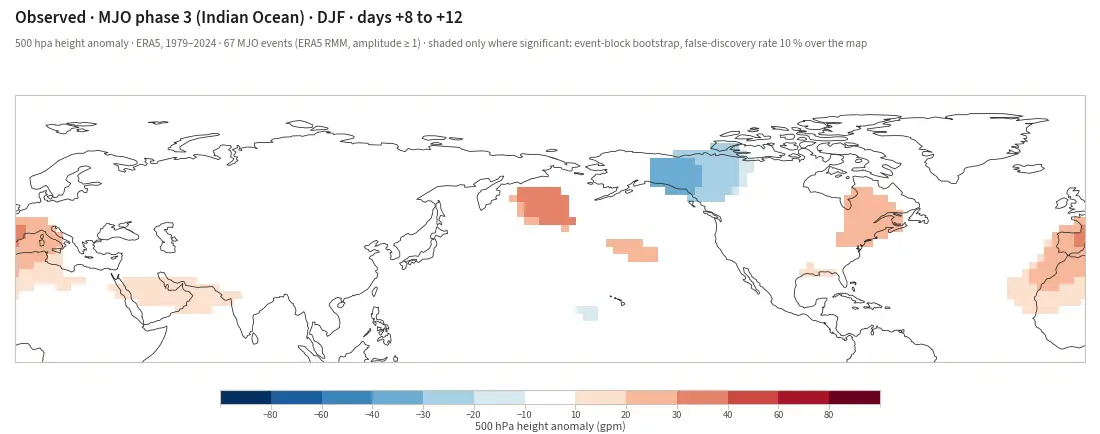 Observed · MJO phase 3 (Indian Ocean) · DJF · days +8 to +12
500 hpa height anomaly · ERA5, 1979–2024 · 67 MJO events (ERA5 RMM, amplitude ≥ 1) · shaded only where significant: event-block bootstrap, false-discovery rate 10 % over the map
−80 −60 −40 −30 −20 −10 10 20 30 40 60 80
500 hpa height anomaly (gpm)